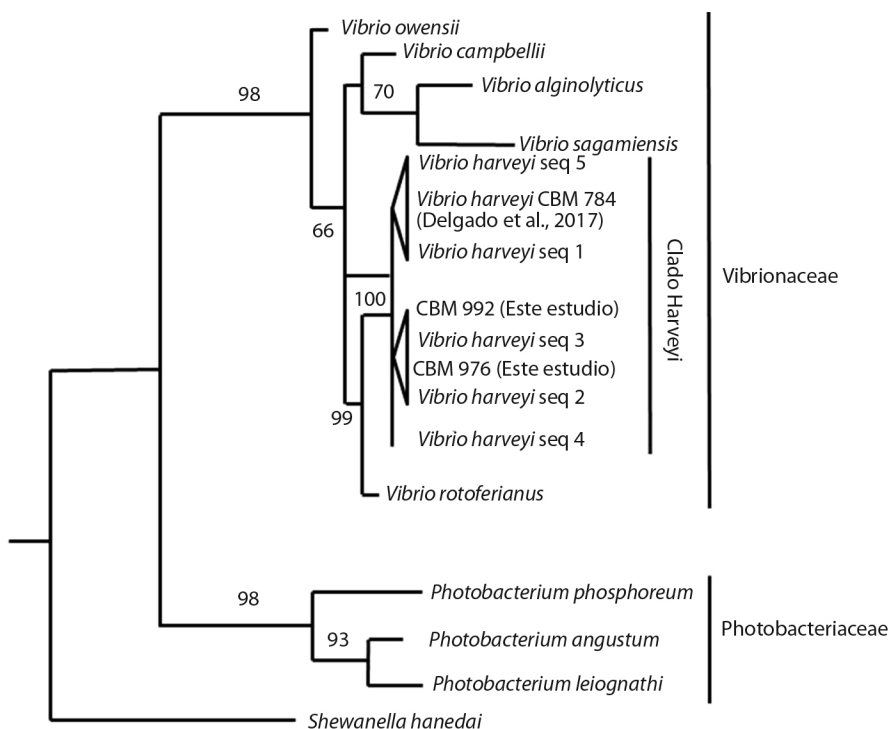 Vibrio owensii
Vibrio campbellii
98
70
Vibrio alginolyticus
Vibrio sagamiensis
Vibrio harveyi seq 5
Vibrio harveyi CBM 784
(Delgado et al., 2017)
66
Vibrio harveyi seq 1
Clado Harveyi
Vibrionaceae
100
CBM 992 (Este estudio)
Vibrio harveyi seq 3
CBM 976 (Este estudio)
Vibrio harveyi seq 2
99
Vibrio harveyi seq 4
Vibrio rotoferianus
98
Photobacterium phosphoreum
Photobacteriaceae
93
Photobacterium angustum
Photobacterium leiognathi
Shewanella hanedai